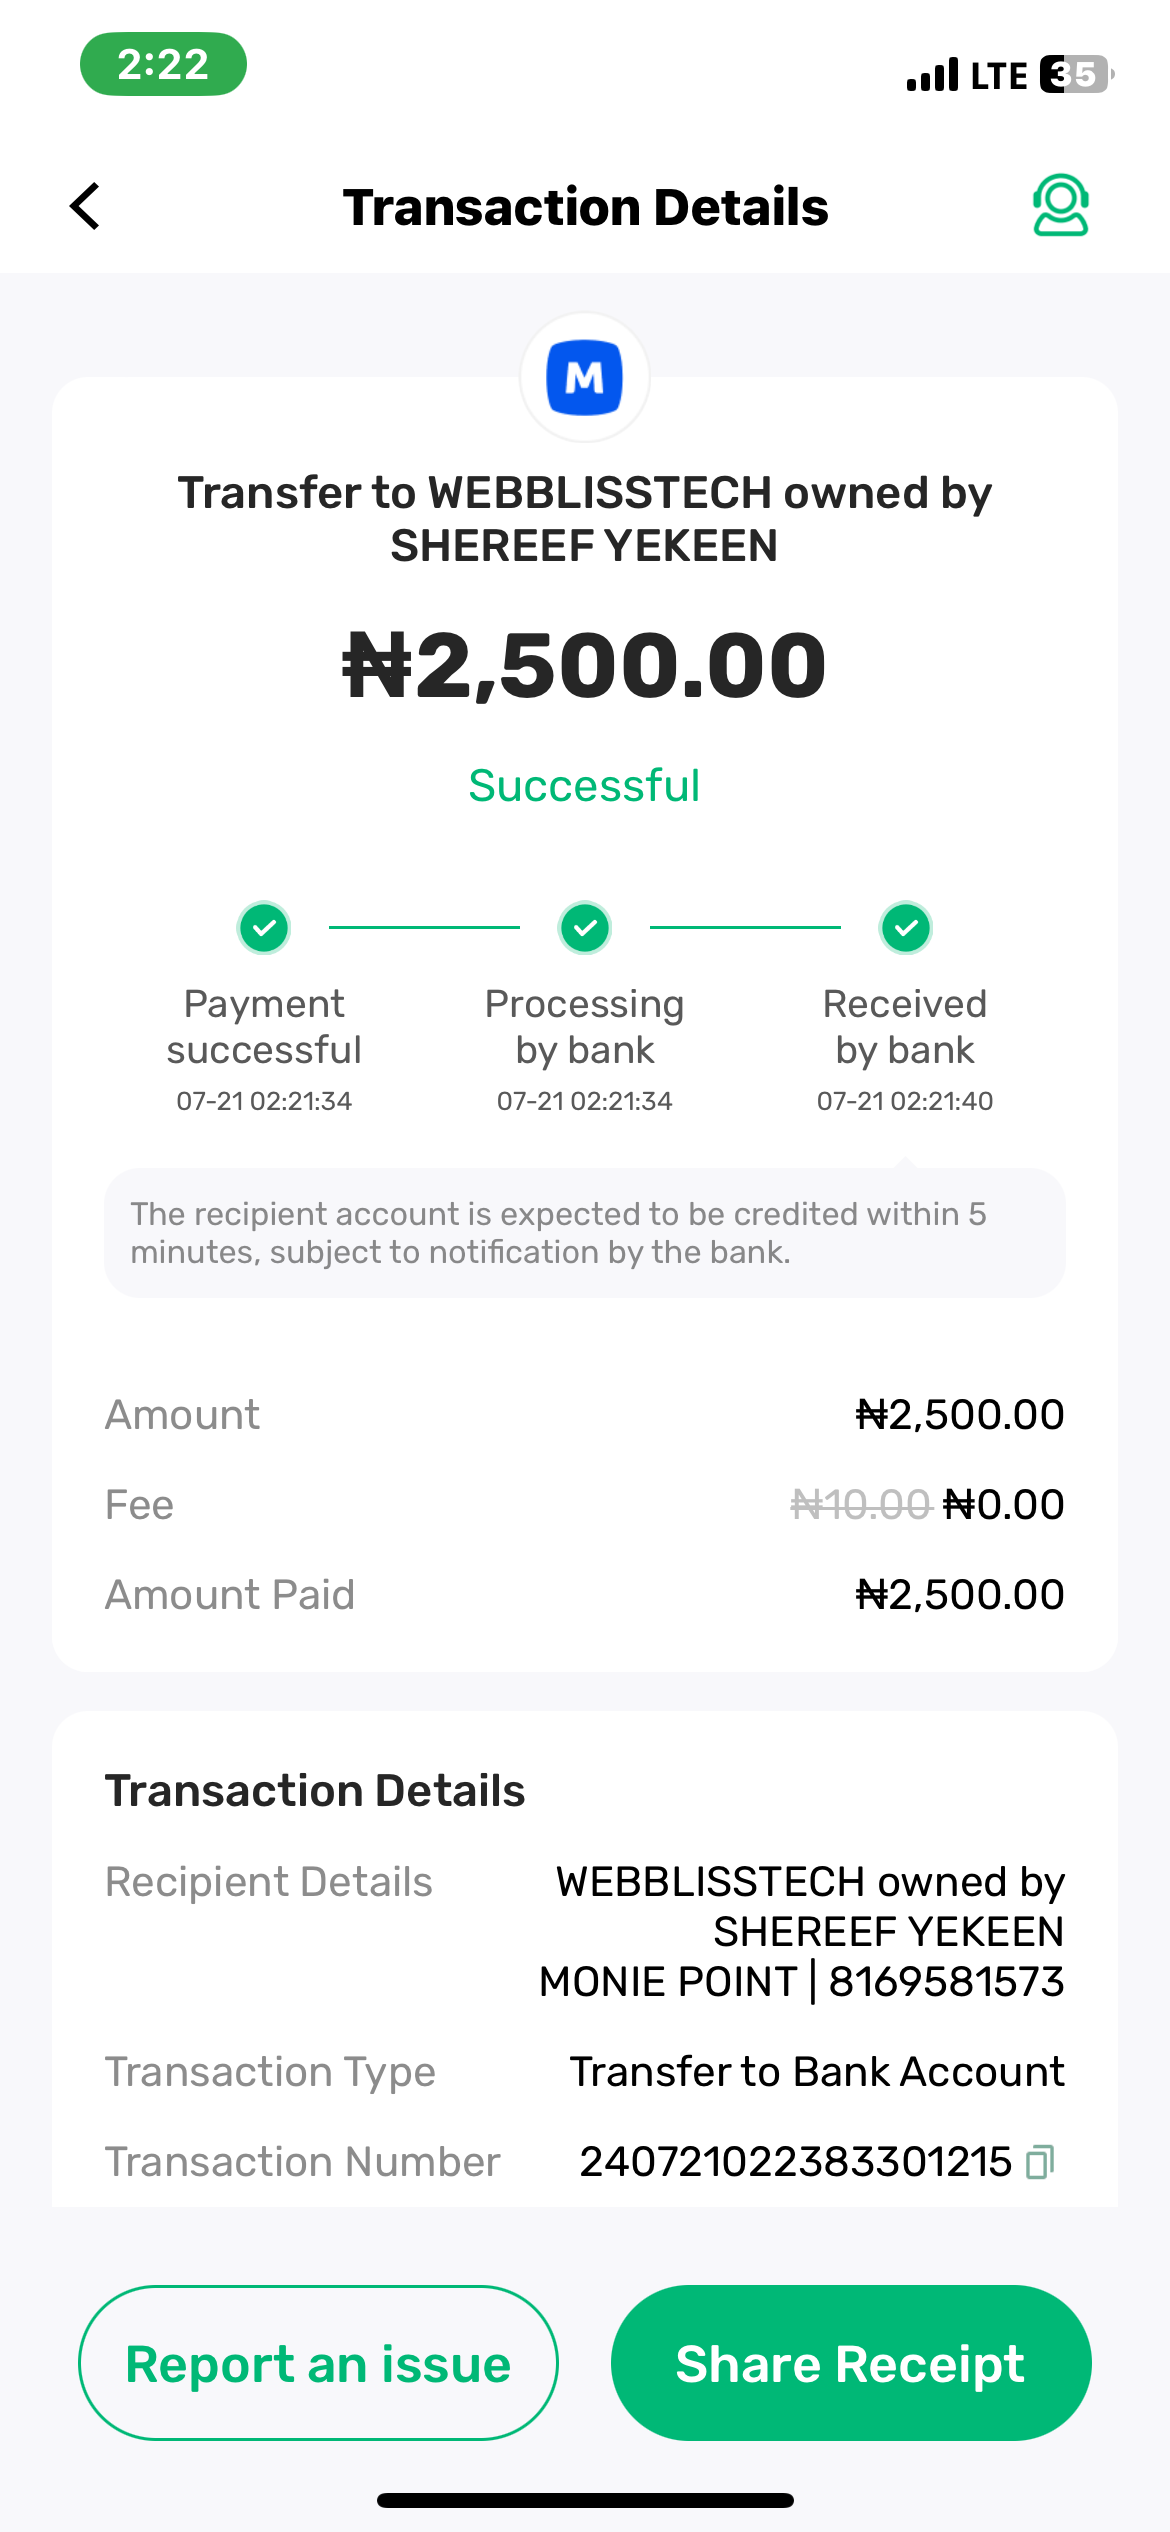 2:22
LTE 35
Transaction Details
M
Transfer to WEBBLISSTECH owned by
SHEREEF YEKEEN
₦2,500.00
Successful
Payment
successful
07-21 02:21:34
Processing
by bank
07-21 02:21:34
Received
by bank
07-21 02:21:40
The recipient account is expected to be credited within 5
minutes, subject to notification by the bank.
Amount ₦2,500.00
Fee ₦10.00 ₦0.00
Amount Paid ₦2,500.00
Transaction Details
Recipient Details WEBBLISSTECH owned by
SHEREEF YEKEEN
MONIE POINT | 8169581573
Transaction Type Transfer to Bank Account
Transaction Number 240721022383301215
Report an issue
Share Receipt